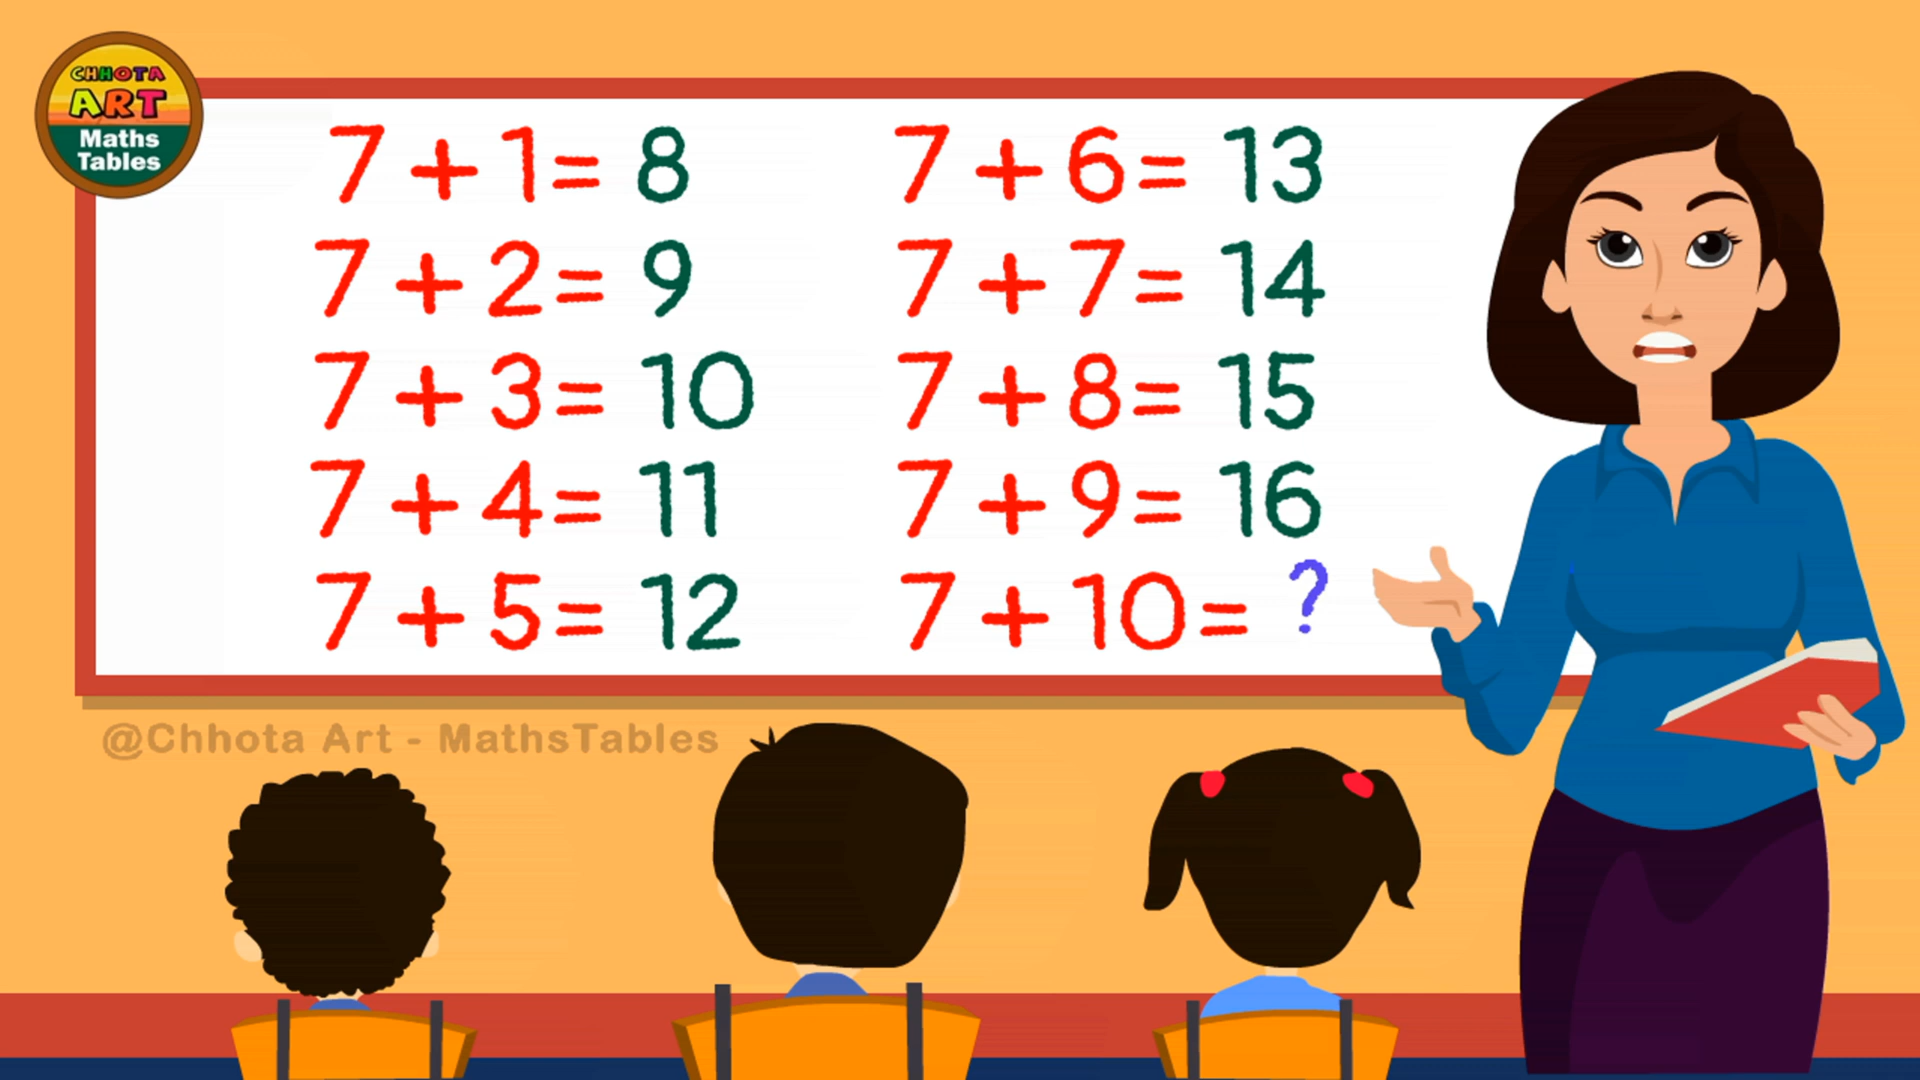 CHHOTA
ART
Maths
Tables
7 + 1 = 8
7 + 2 = 9
7 + 3 = 10
7 + 4 = 11
7 + 5 = 12
7 + 6 = 13
7 + 7 = 14
7 + 8 = 15
7 + 9 = 16
7 + 10 = ?
@Chhota Art - MathsTables